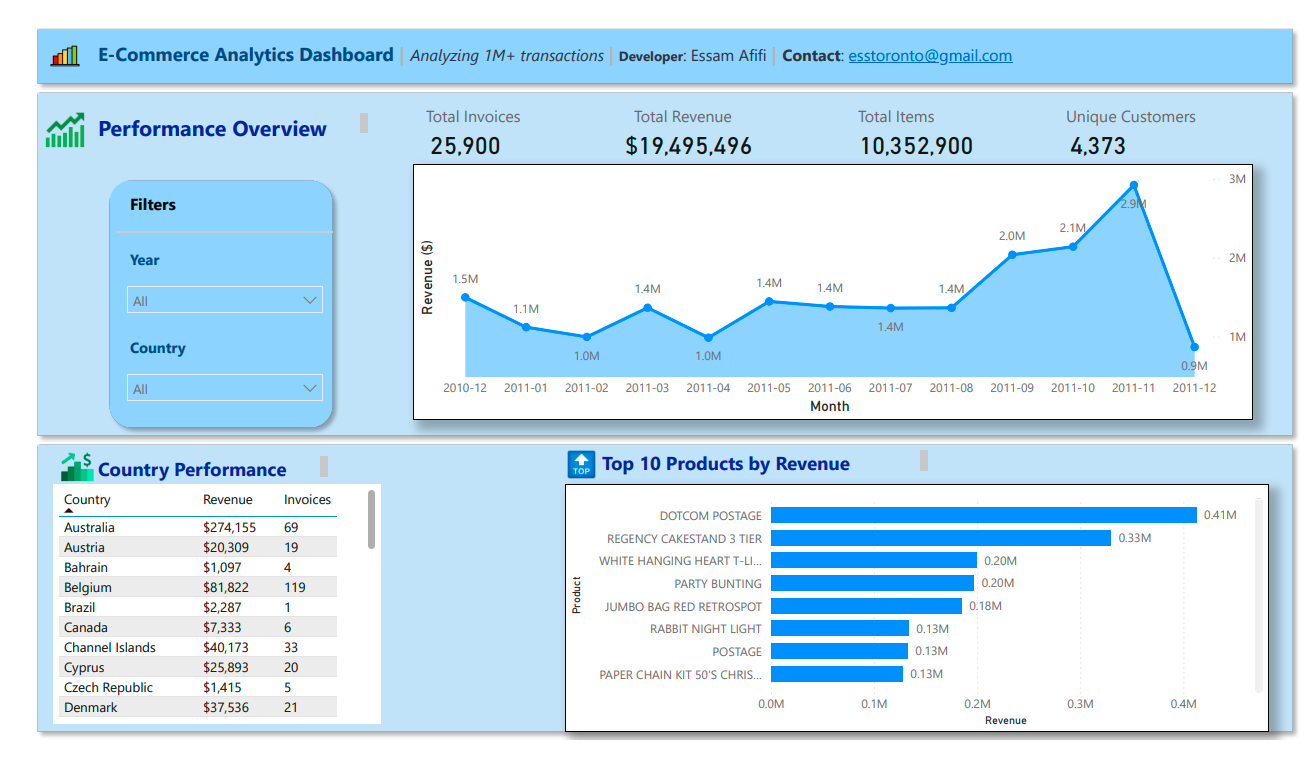 E-Commerce Analytics Dashboard | Analyzing 1M+ transactions | Developer: Essam Afifi | Contact: esstoronto@gmail.com
Performance Overview
Total Invoices
25,900
Total Revenue
$19,495,496
Total Items
10,352,900
Unique Customers
4,373
Filters
Year
All
Country
All
Revenue ($)
3M
2M
1M
1.5M
1.1M
1.0M
1.4M
1.0M
1.4M
1.4M
1.4M
1.4M
2.0M
2.1M
2.9M
0.9M
2010-12 2011-01 2011-02 2011-03 2011-04 2011-05 2011-06 2011-07 2011-08 2011-09 2011-10 2011-11 2011-12
Month
Country Performance
Country Revenue Invoices
Australia $274,155 69
Austria $20,309 19
Bahrain $1,097 4
Belgium $81,822 119
Brazil $2,287 1
Canada $7,333 6
Channel Islands $40,173 33
Cyprus $25,893 20
Czech Republic $1,415 5
Denmark $37,536 21
TOP
Top 10 Products by Revenue
Product
DOTCOM POSTAGE 0.41M
REGENCY CAKESTAND 3 TIER 0.33M
WHITE HANGING HEART T-LI... 0.20M
PARTY BUNTING 0.20M
JUMBO BAG RED RETROSPOT 0.18M
RABBIT NIGHT LIGHT 0.13M
POSTAGE 0.13M
PAPER CHAIN KIT 50'S CHRIS... 0.13M
0.0M 0.1M 0.2M 0.3M 0.4M
Revenue